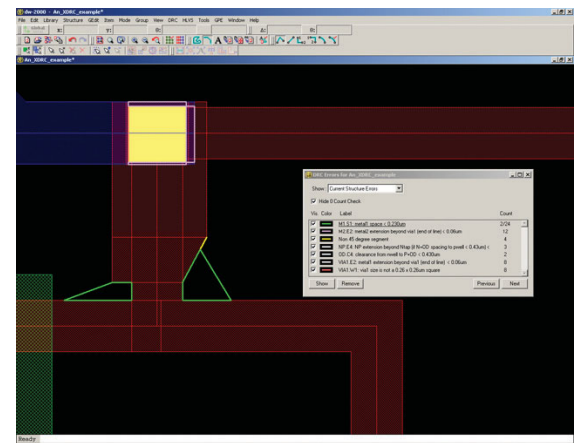 dw-2000 - An_XDRC_example*
File Edit Library Structure GEdit Item Mode Group View DRC HLVS Tools GPE Window Help
x: y: R: A: B:
An_XDRC_example*
DRC Errors for An_XDRC_example
Show: Current Structure Errors
Hide 0 Count Check
Vis. Color Label Count
M1.S1: metal1 space < 0.230um 2/24
M2.E2: metal2 extension beyond via1 (end of line) < 0.06um 12
Non 45 degree segment 4
NP.E4: NP extension beyond Ntap (if N+OD spacing to pwell < 0.43um) < 3
OD.C4: clearance from nwell to P+OD < 0.430um 2
VIA1.E2: metal1 extension beyond via1 (end of line) < 0.06um 8
VIA1.W1: via1 size is not a 0.26 x 0.26um square 8
Show Remove Previous Next
Ready